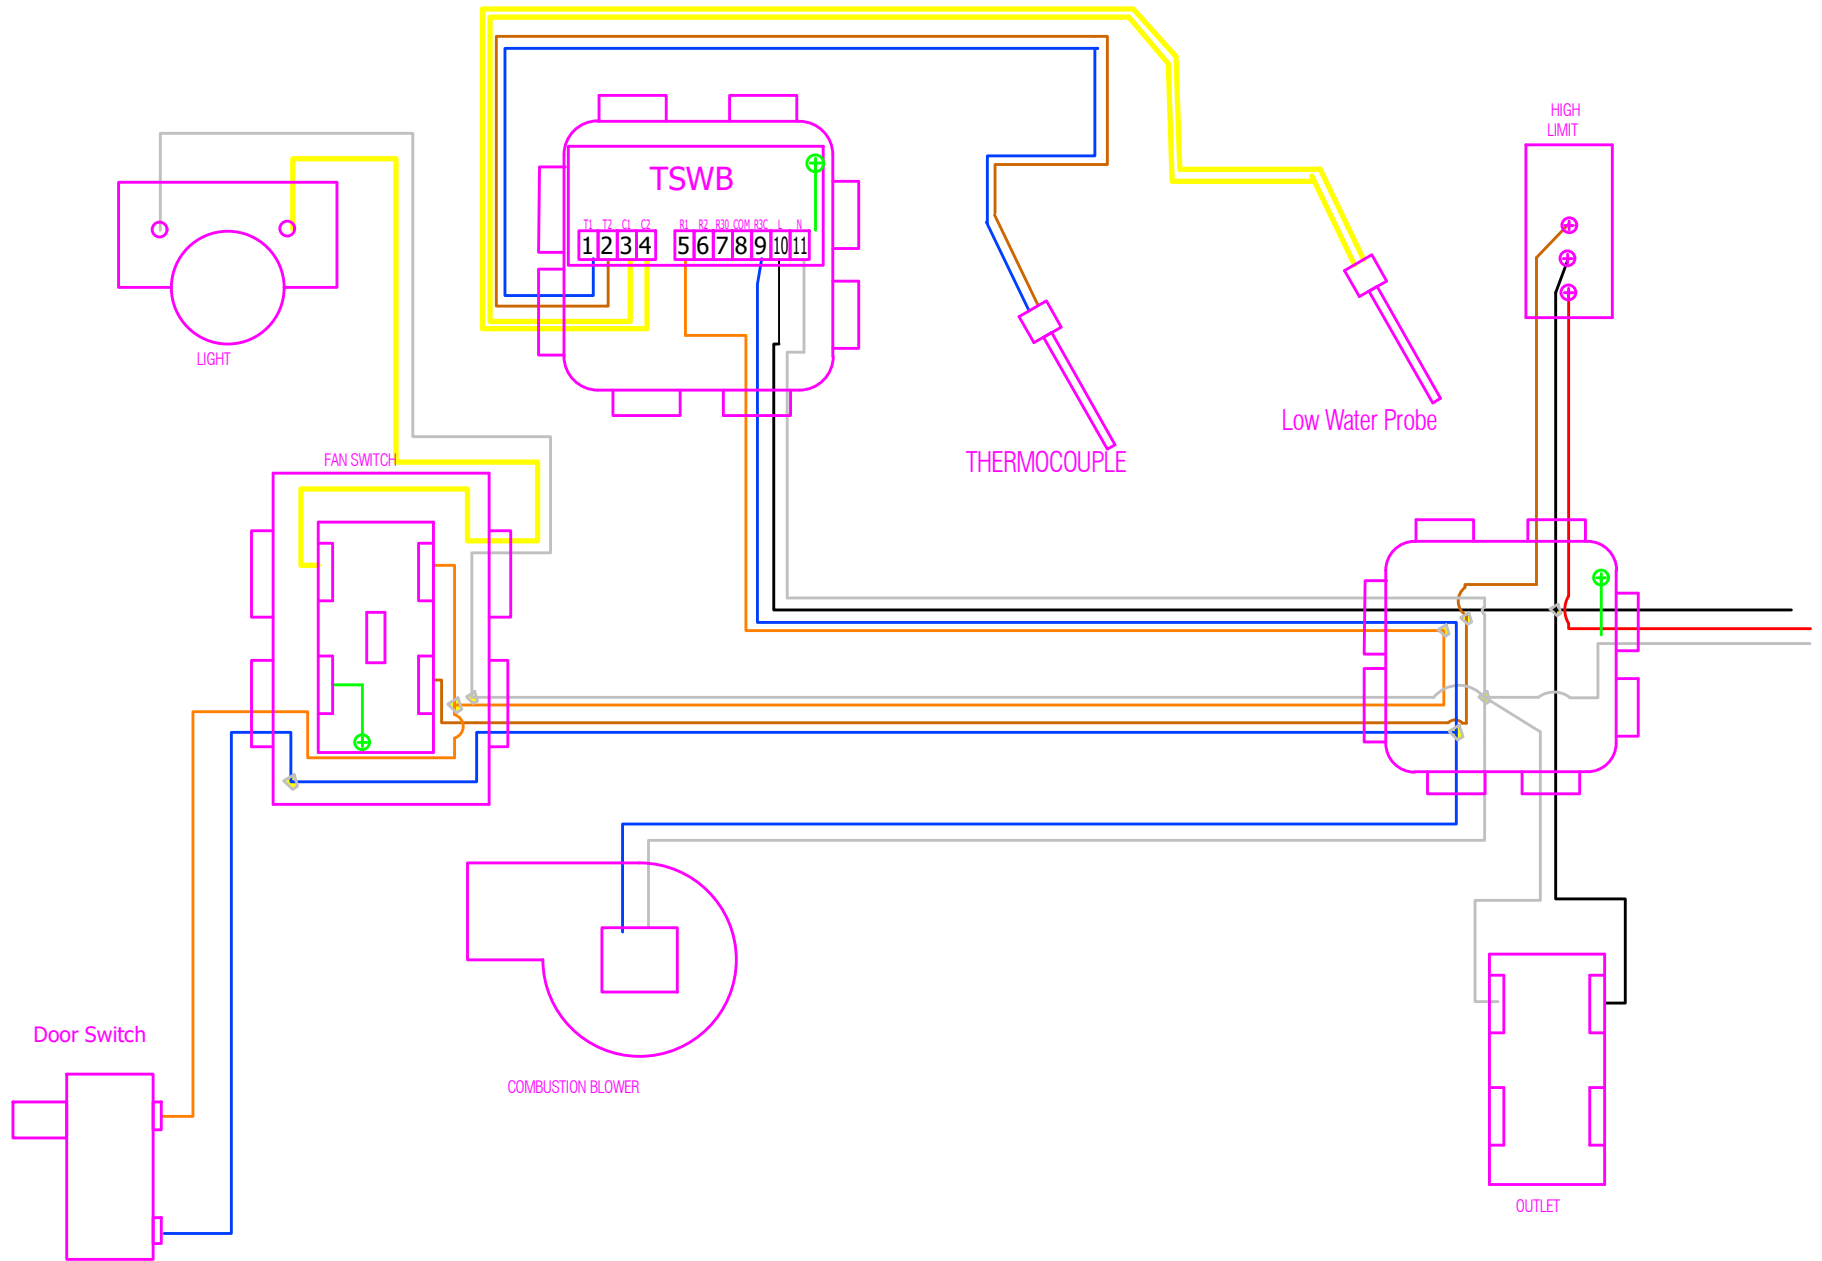 HIGH
LIMIT
TSWB
T1 T2 C1 C2 R1 R2 R3O COM R3C L N
1 2 3 4 5 6 7 8 9 10 11
LIGHT
Low Water Probe
FAN SWITCH
THERMOCOUPLE
Door Switch
COMBUSTION BLOWER
OUTLET